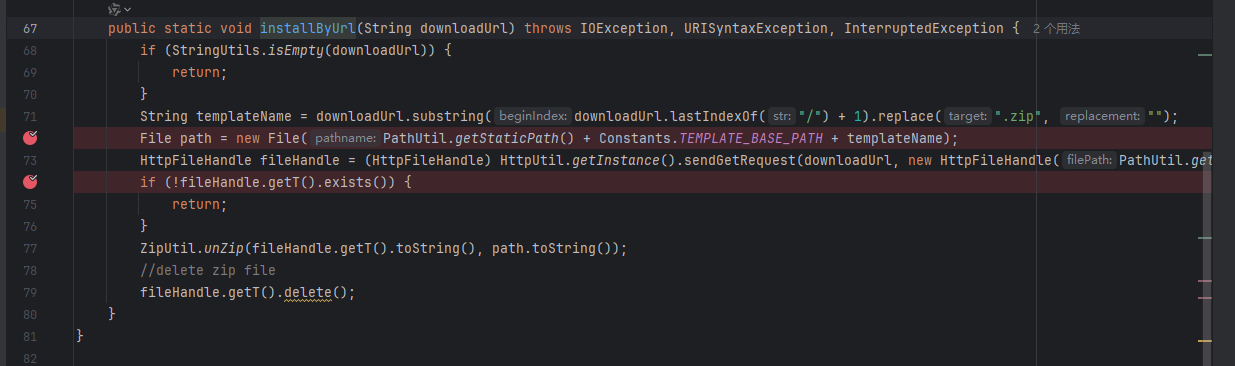 67 public static void installByUrl(String downloadUrl) throws IOException, URISyntaxException, InterruptedException { 2 个用法
68 if (StringUtils.isEmpty(downloadUrl)) {
69 return;
70 }
71 String templateName = downloadUrl.substring( beginIndex: downloadUrl.lastIndexOf( str: "/") + 1).replace( target: ".zip", replacement: "");
File path = new File( pathname: PathUtil.getStaticPath() + Constants.TEMPLATE_BASE_PATH + templateName);
73 HttpFileHandle fileHandle = (HttpFileHandle) HttpUtil.getInstance().sendGetRequest(downloadUrl, new HttpFileHandle( filePath: PathUtil.get
if (!fileHandle.getT().exists()) {
75 return;
76 }
77 ZipUtil.unZip(fileHandle.getT().toString(), path.toString());
78 //delete zip file
79 fileHandle.getT().delete();
80 }
81 }
82